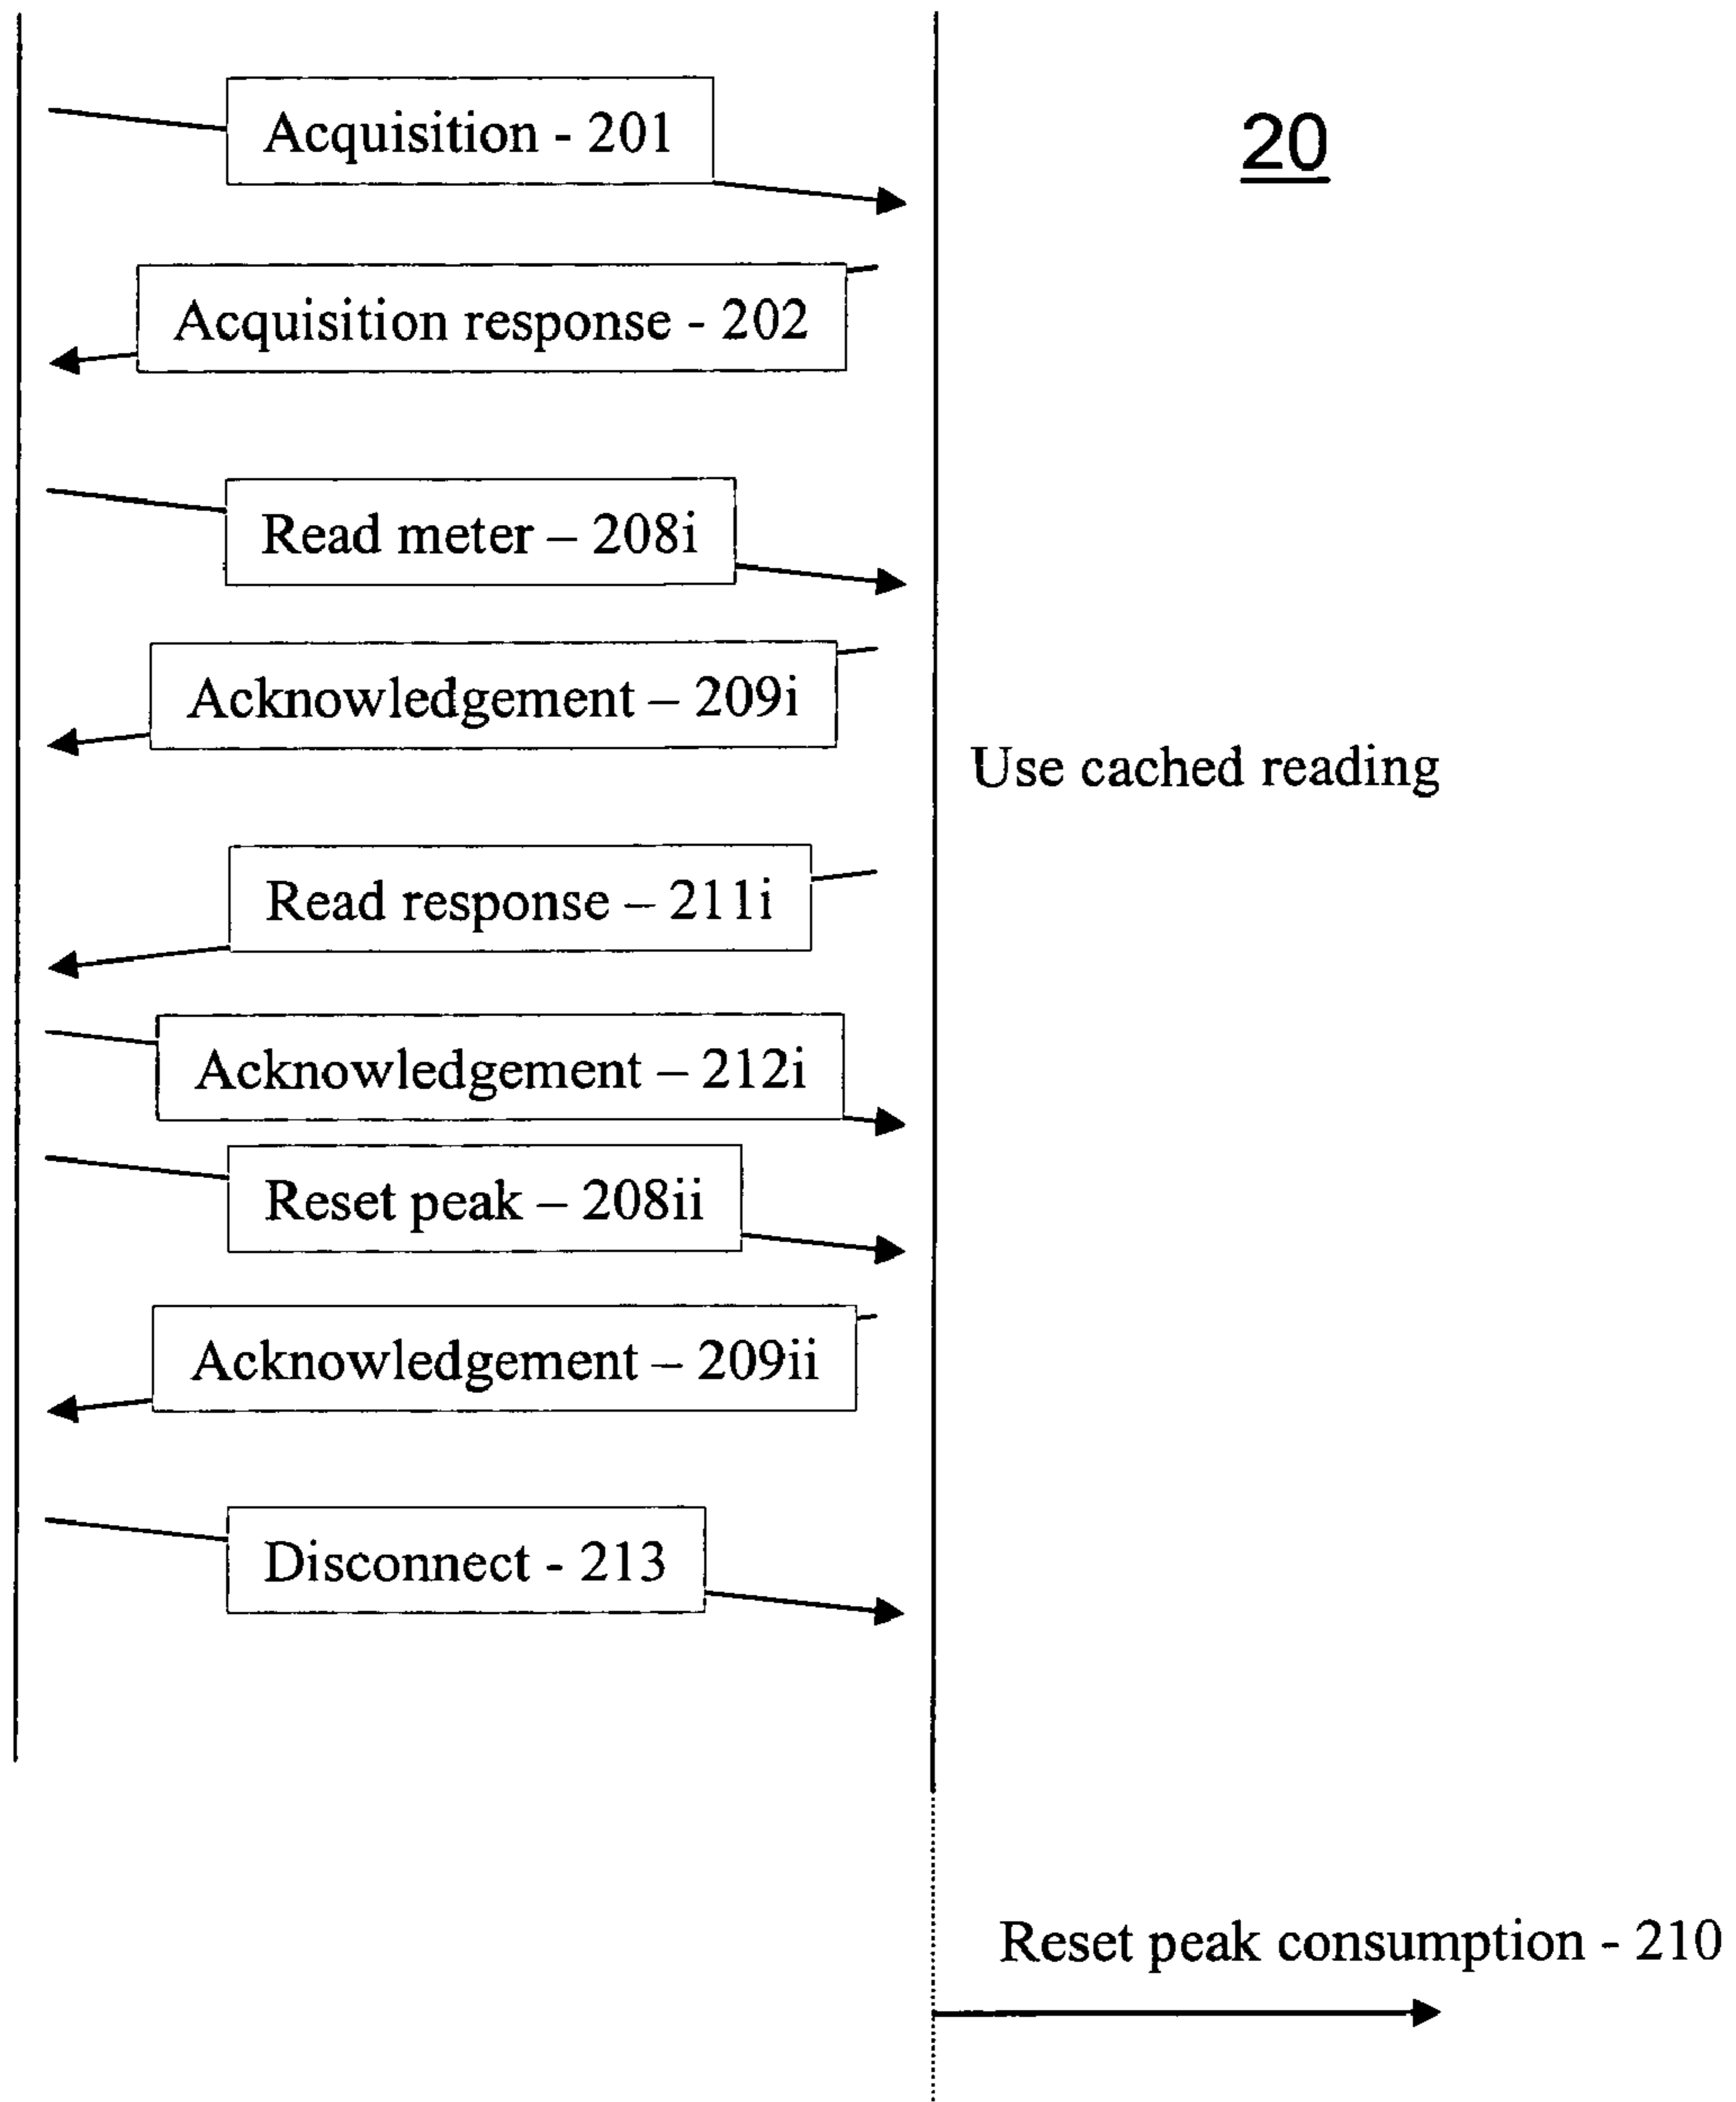 Acquisition - 201
20
Acquisition response - 202
Read meter – 208i
Acknowledgement – 209i
Use cached reading
Read response – 211i
Acknowledgement – 212i
Reset peak – 208ii
Acknowledgement – 209ii
Disconnect - 213
Reset peak consumption - 210